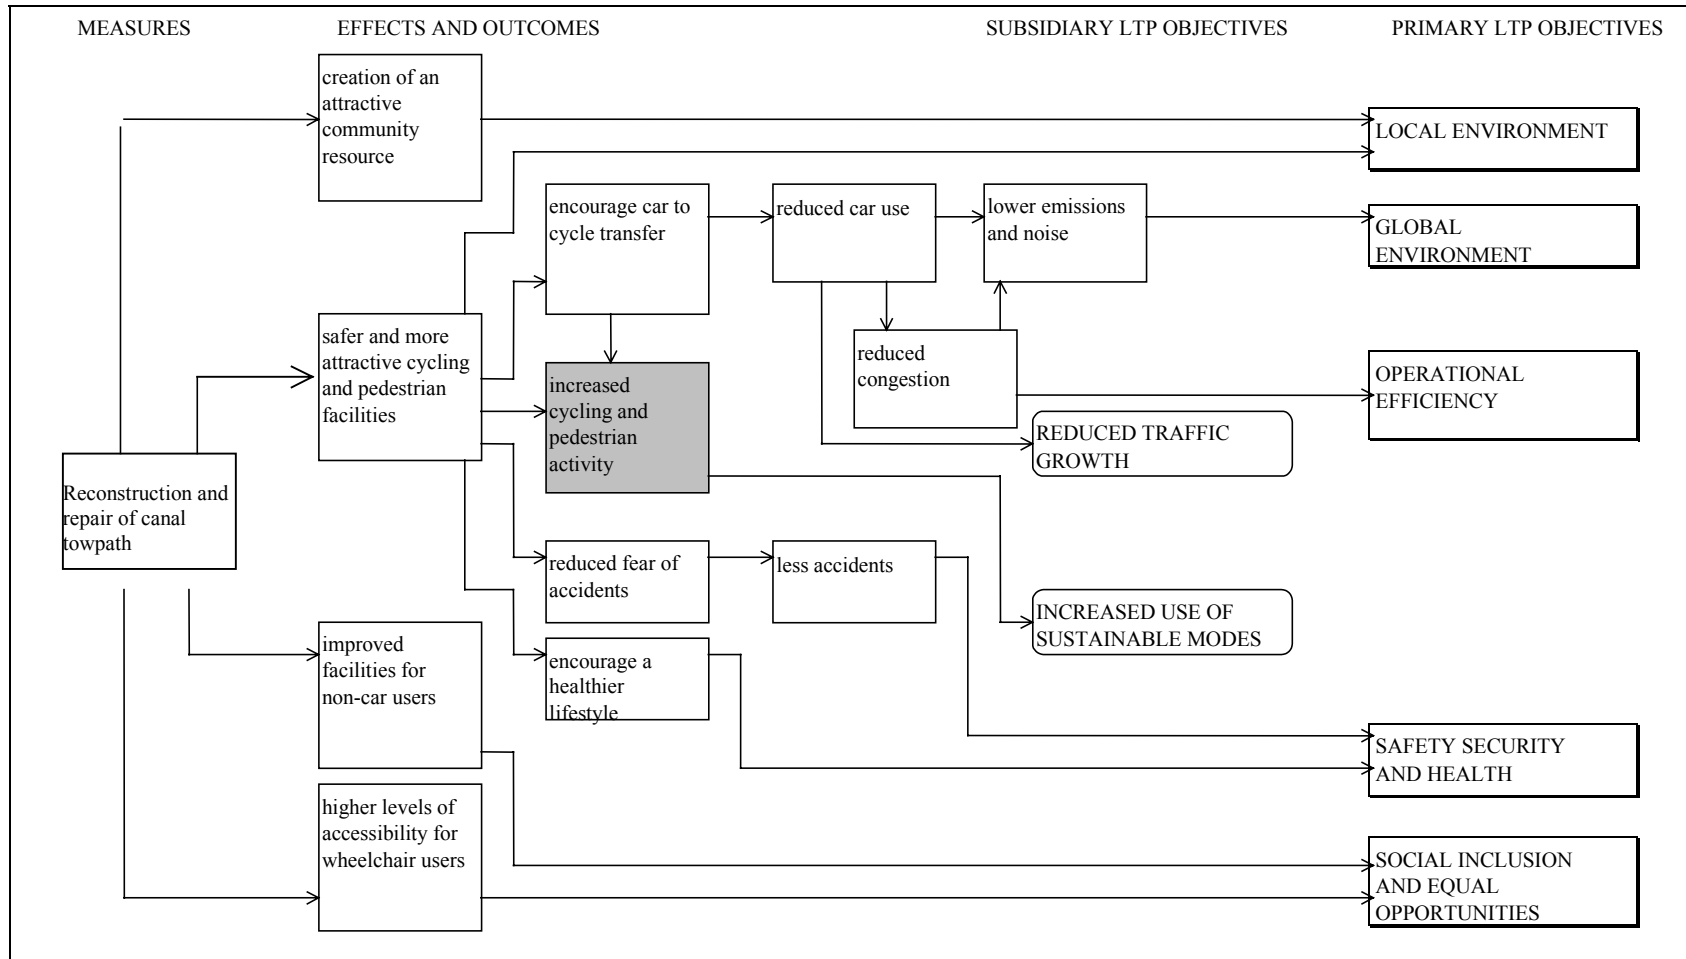 MEASURES
EFFECTS AND OUTCOMES
SUBSIDIARY LTP OBJECTIVES
PRIMARY LTP OBJECTIVES
creation of an
attractive
community
resource
LOCAL ENVIRONMENT
encourage car to
cycle transfer
reduced car use
lower emissions
and noise
GLOBAL
ENVIRONMENT
safer and more
attractive cycling
and pedestrian
facilities
reduced
congestion
OPERATIONAL
EFFICIENCY
increased
cycling and
pedestrian
activity
REDUCED TRAFFIC
GROWTH
Reconstruction and
repair of canal
towpath
reduced fear of
accidents
less accidents
INCREASED USE OF
SUSTAINABLE MODES
improved
facilities for
non-car users
encourage a
healthier
lifestyle
SAFETY SECURITY
AND HEALTH
higher levels of
accessibility for
wheelchair users
SOCIAL INCLUSION
AND EQUAL
OPPORTUNITIES